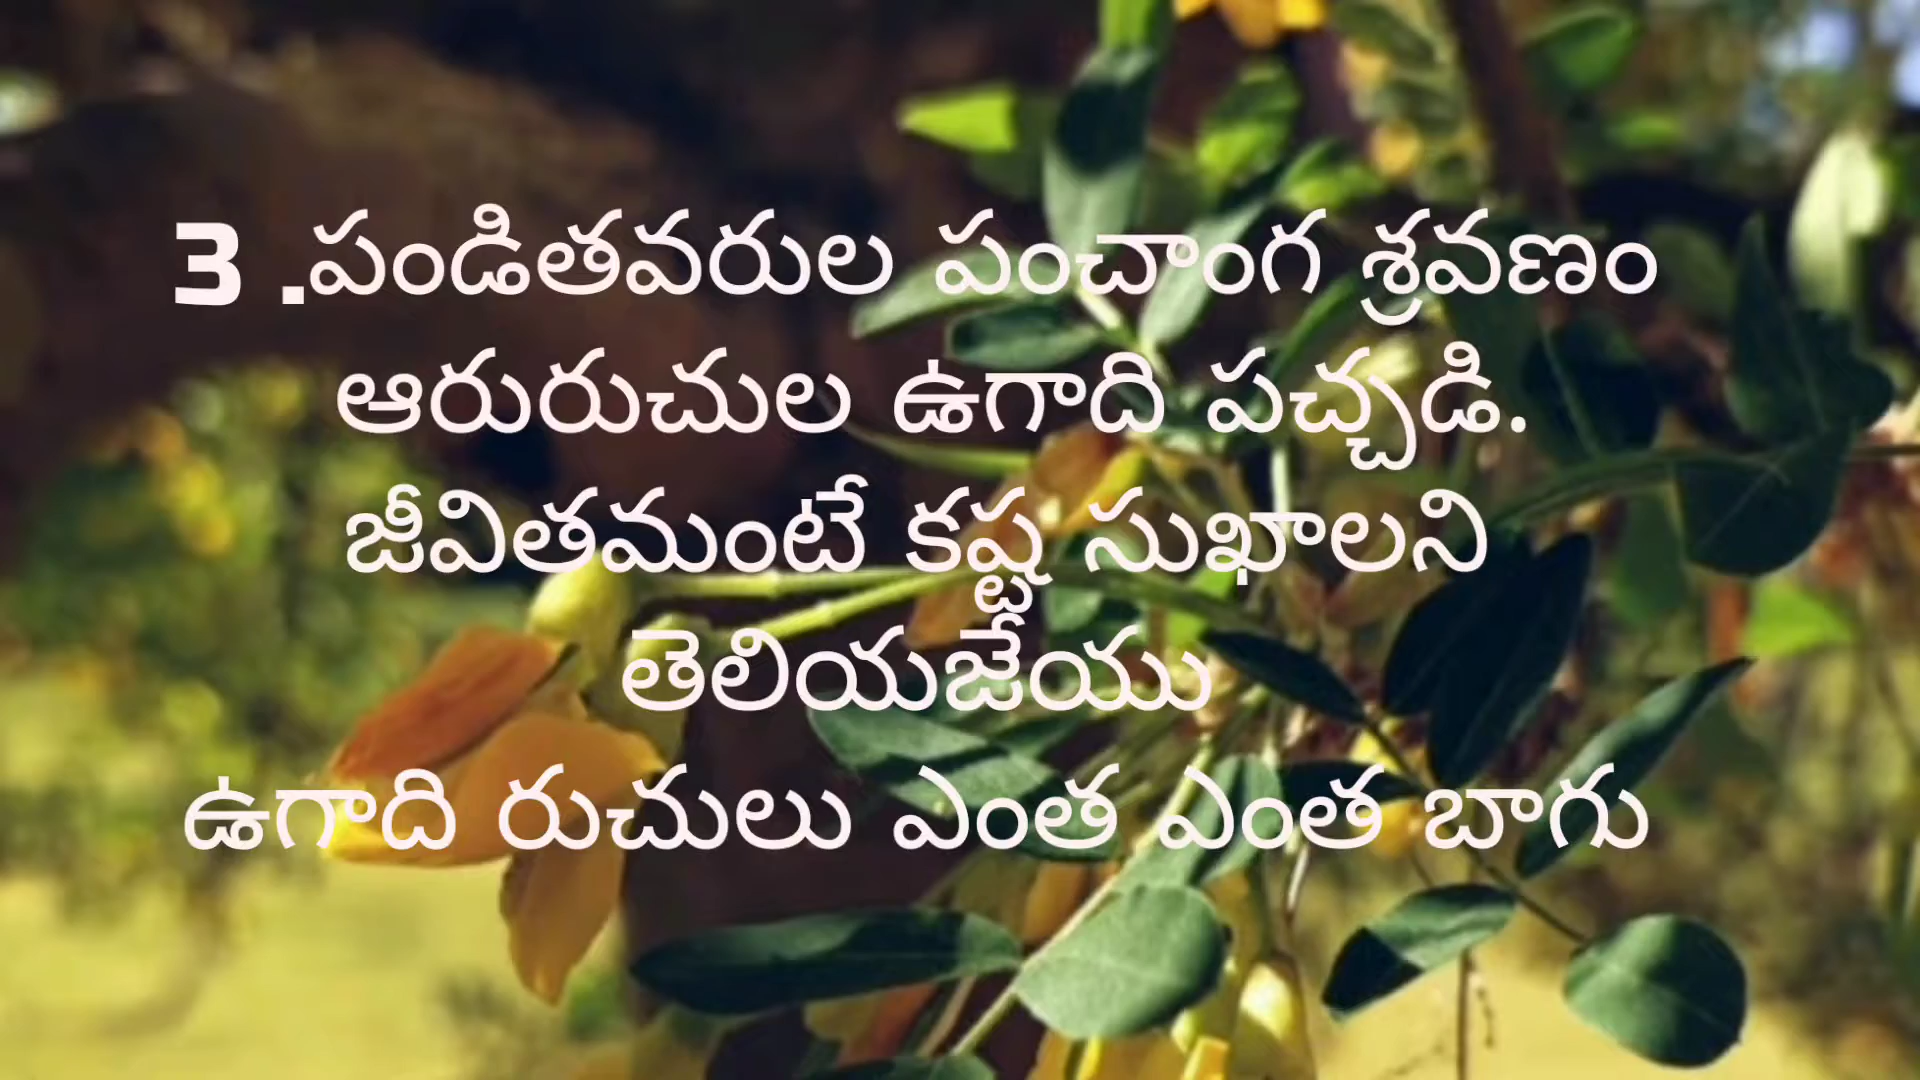 3 .పండితవరుల పంచాంగ శ్రవణం
ఆరురుచుల ఉగాది పచ్చడి.
జీవితమంటే కష్ట సుఖాలని
తెలియజేయు
ఉగాది రుచులు ఎంత ఎంత బాగు